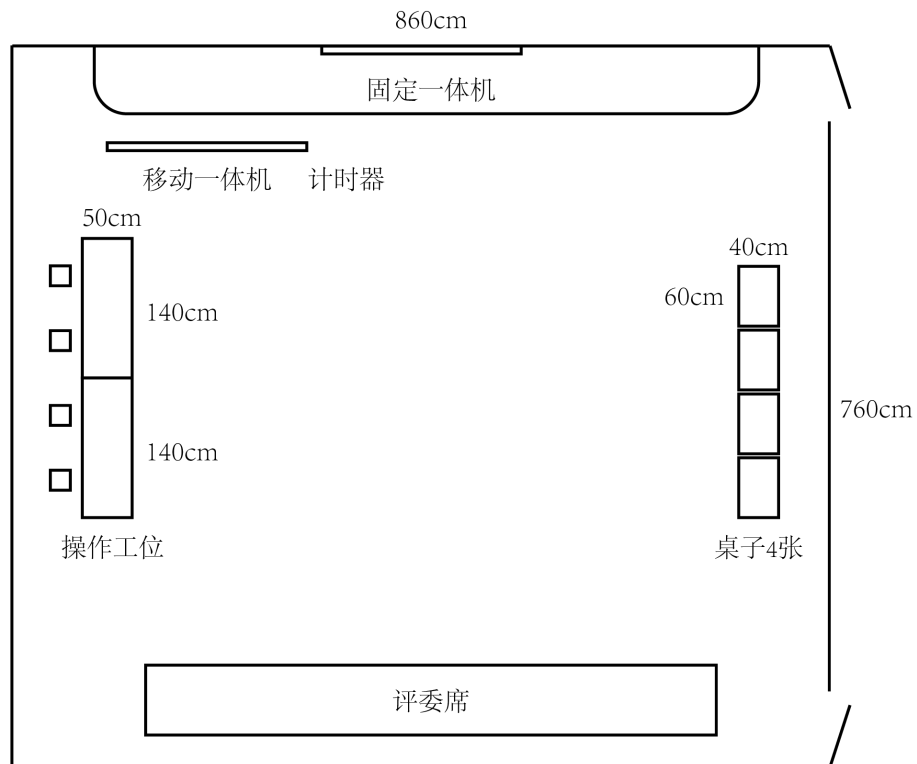 860cm
固定一体机
移动一体机
计时器
50cm
40cm
60cm
140cm
760cm
140cm
操作工位
桌子4张
评委席